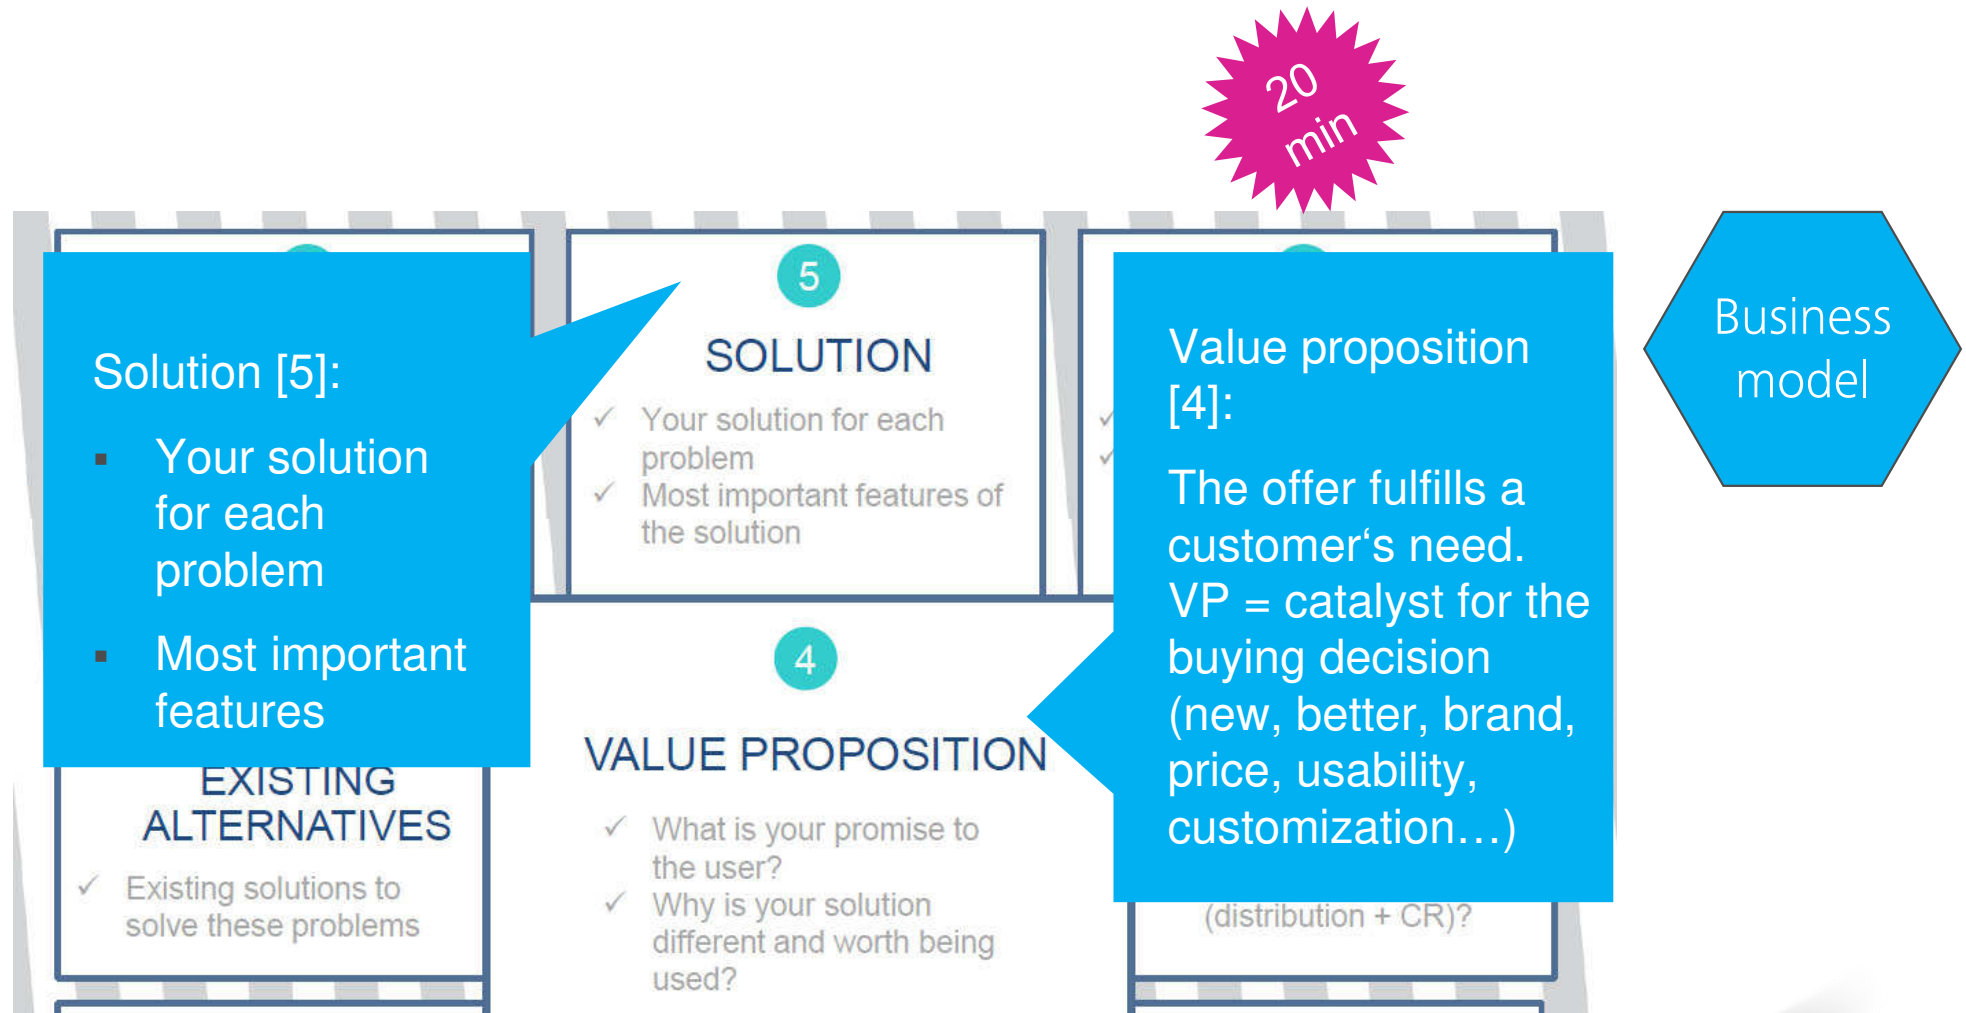 20
min
Business
model
Solution [5]:
▪ Your solution
for each
problem
▪ Most important
features
5
SOLUTION
✓ Your solution for each
problem
✓ Most important features of
the solution
Value proposition
[4]:
The offer fulfills a
customer‘s need.
VP = catalyst for the
buying decision
(new, better, brand,
price, usability,
customization…)
4
VALUE PROPOSITION
✓ What is your promise to
the user?
✓ Why is your solution
different and worth being
used?
EXISTING
ALTERNATIVES
✓ Existing solutions to
solve these problems
(distribution + CR)?